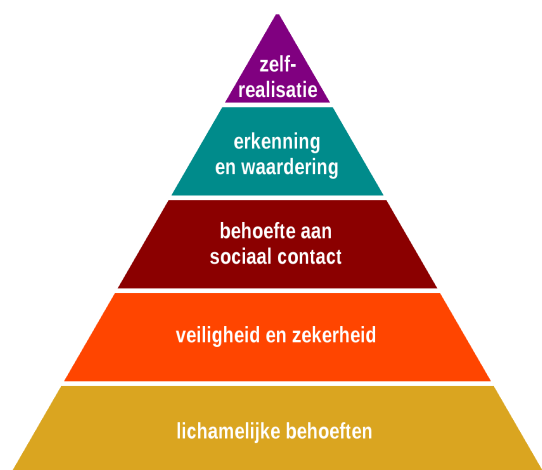 zelf-
realisatie
erkenning
en waardering
behoefte aan
sociaal contact
veiligheid en zekerheid
lichamelijke behoeften